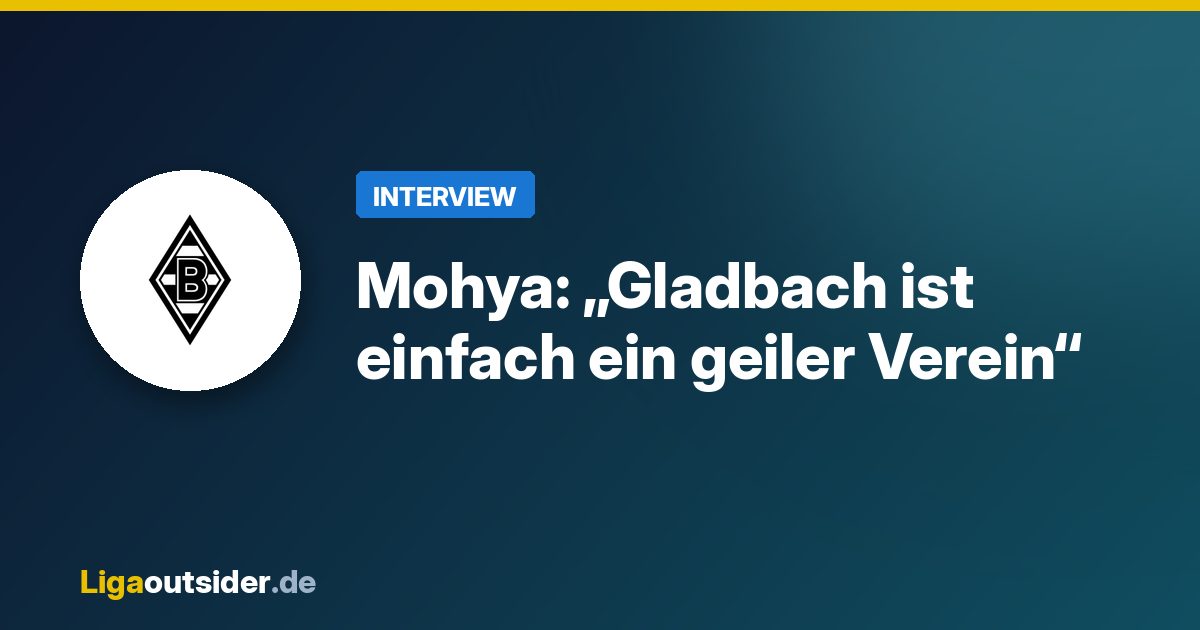 B
INTERVIEW
Mohya: „Gladbach ist
einfach ein geiler Verein“
Ligaoutsider.de